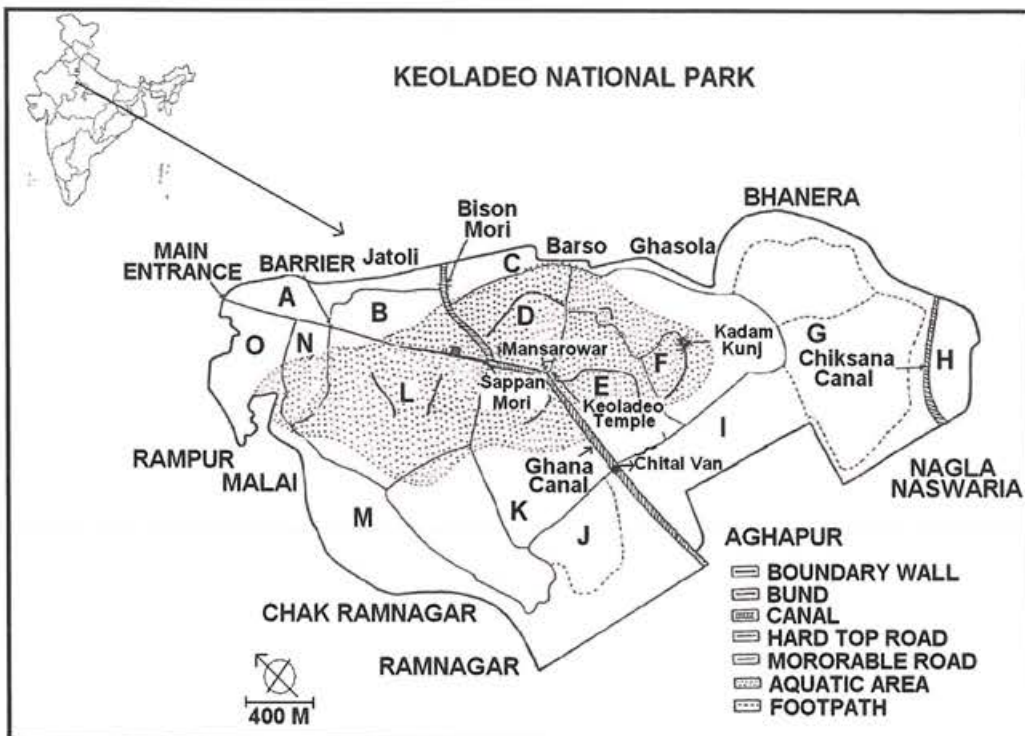 KEOLADEO NATIONAL PARK
BHANERA
Bison
Mori
MAIN
ENTRANCE
BARRIER
Jatoli
Barso
Ghasola
C
A
B
D
Kadam
Kunj
G
O
N
Mansarowar
F
Chiksana
Canal
H
L
Sappan
Mori
E
Keoladeo
Temple
I
RAMPUR
MALAI
Ghana
Canal
Chital Van
NAGLA
NASWARIA
M
K
J
AGHAPUR
BOUNDARY WALL
BUND
CANAL
HARD TOP ROAD
MORORABLE ROAD
AQUATIC AREA
FOOTPATH
CHAK RAMNAGAR
RAMNAGAR
400 M